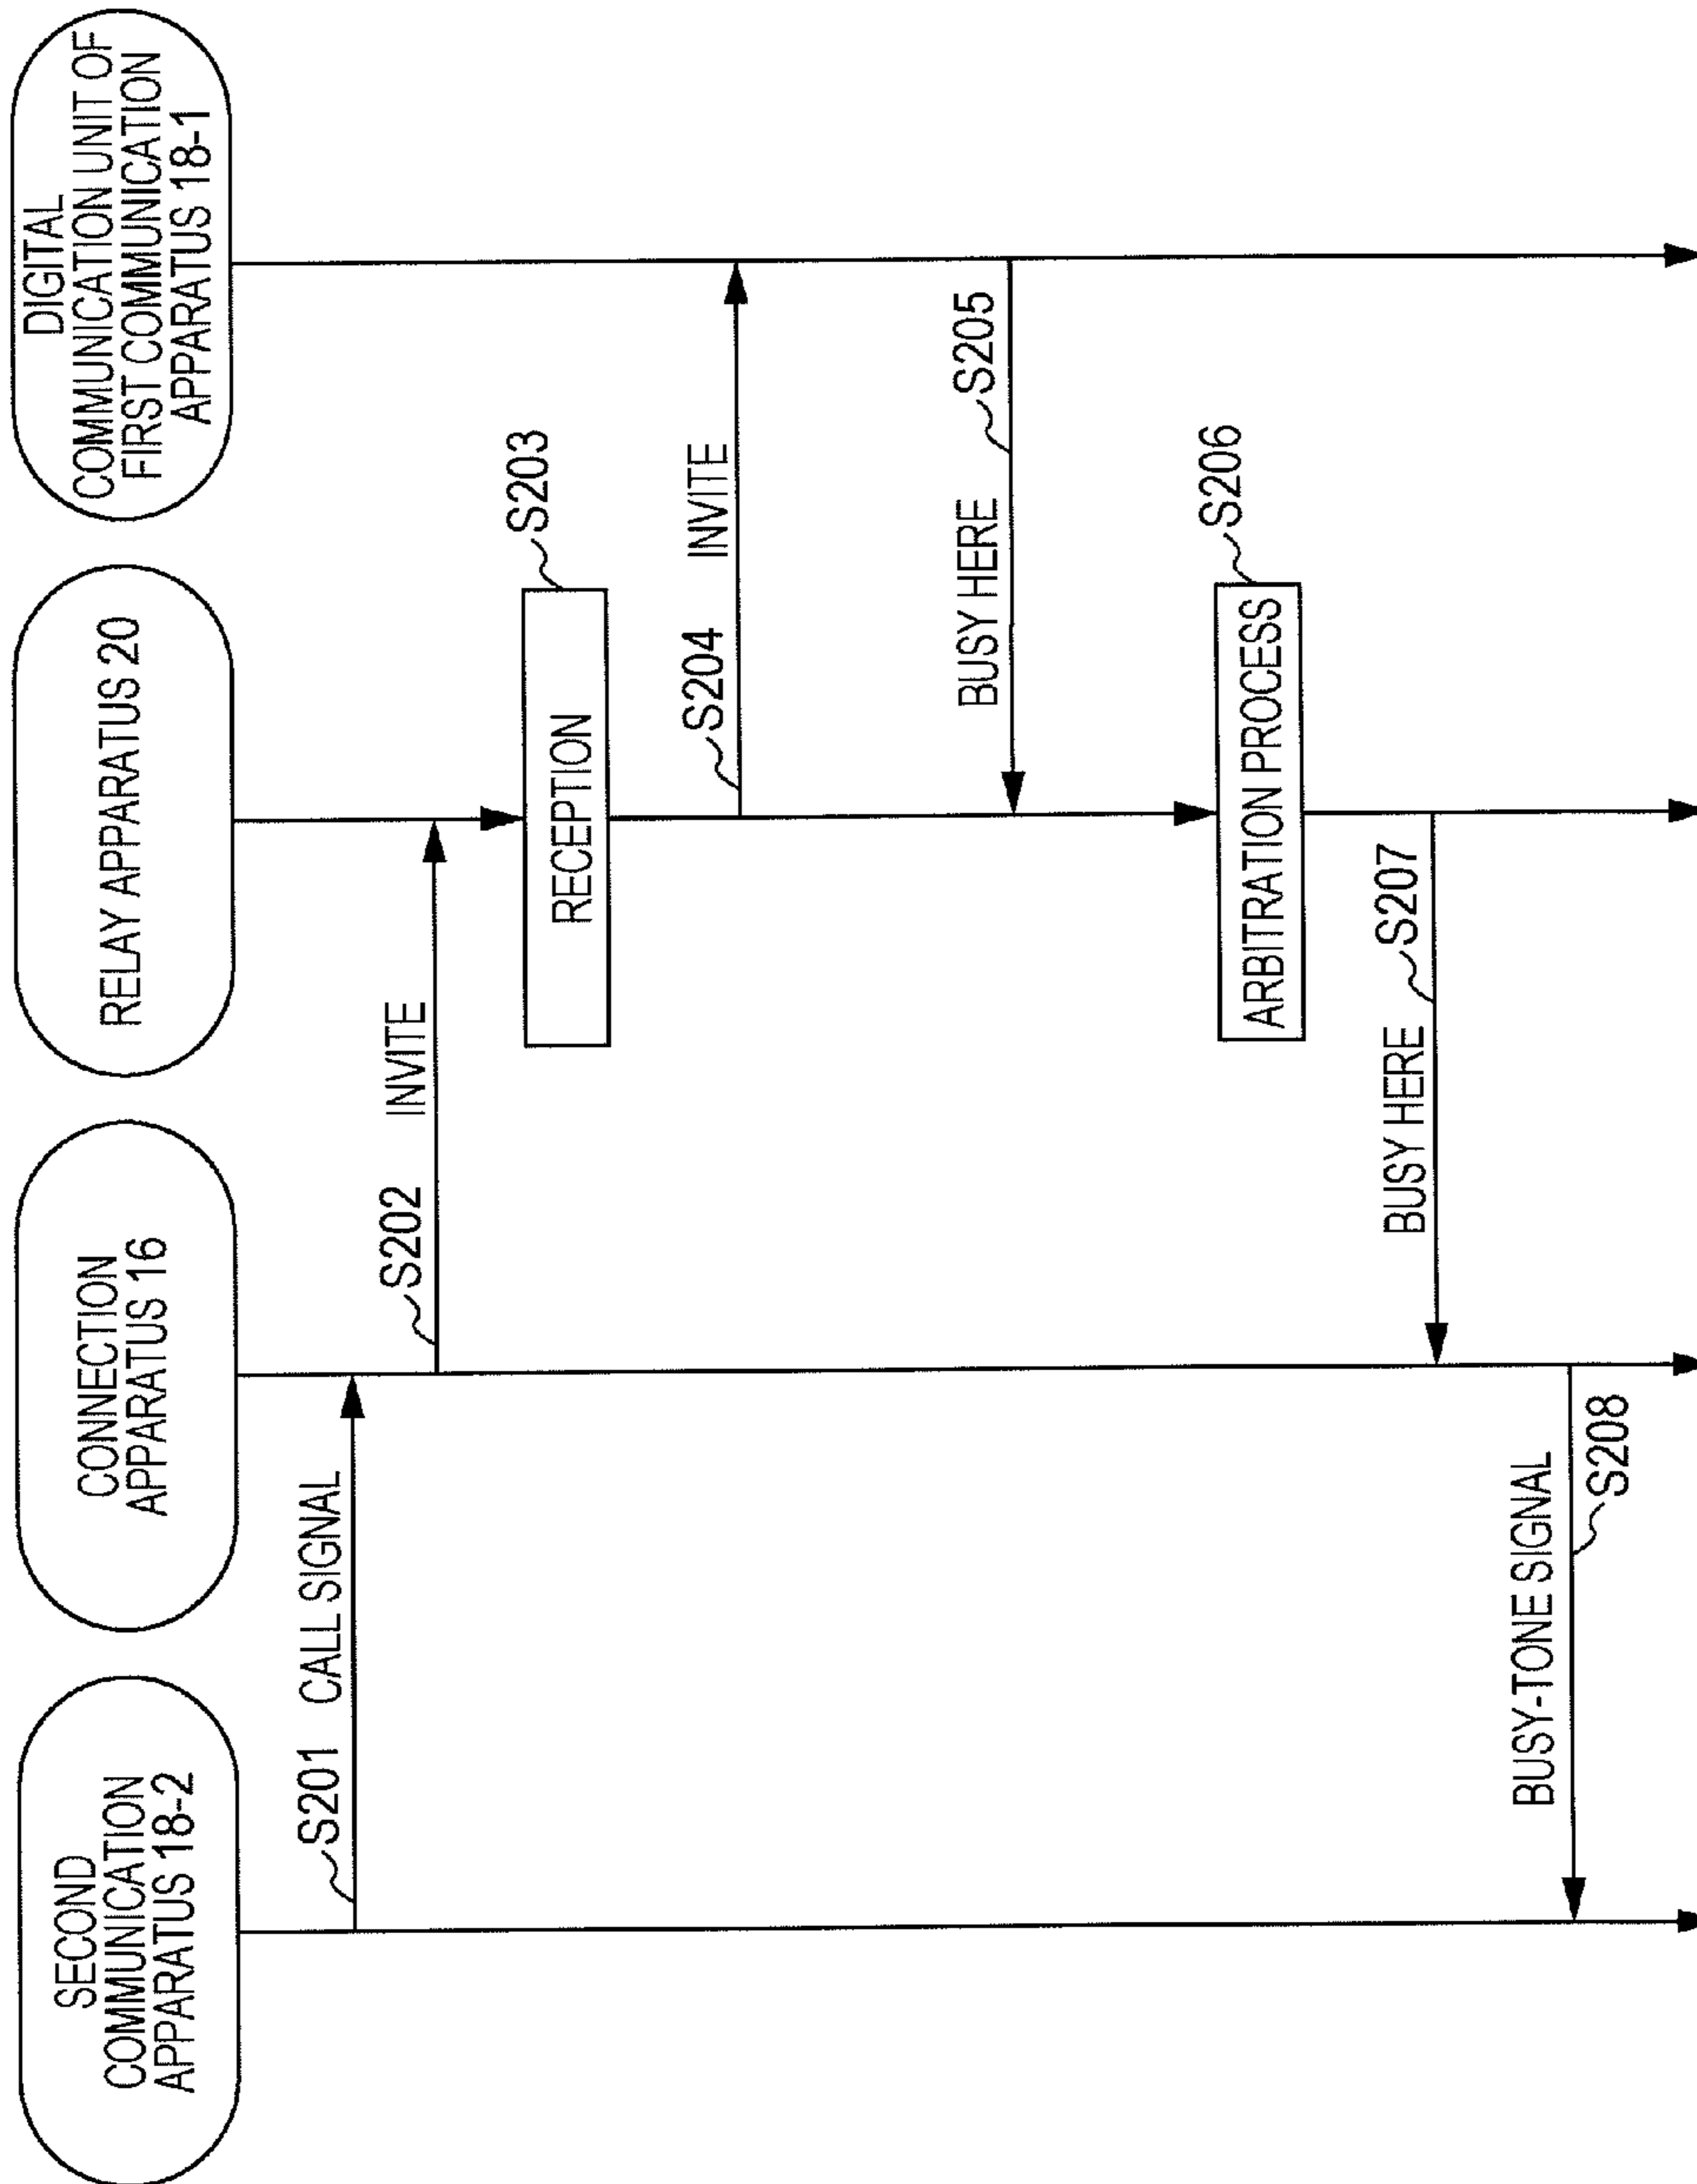 SECOND
COMMUNICATION
APPARATUS 18-2
CONNECTION
APPARATUS 16
RELAY APPARATUS 20
DIGITAL
COMMUNICATION UNIT OF
FIRST COMMUNICATION
APPARATUS 18-1
S201 CALL SIGNAL
S202 INVITE
S203
RECEPTION
S204 INVITE
BUSY HERE S205
S206
ARBITRATION PROCESS
BUSY HERE S207
BUSY-TONE SIGNAL
S208